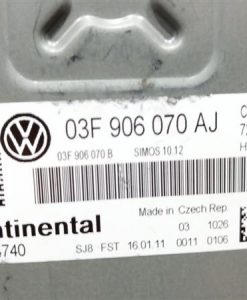 03F 906 070 AJ
03F 906 070 B SIMOS 10.12
Made in Czech Rep.
03 1026
SJ8 FST 16.01.11 0011 0106